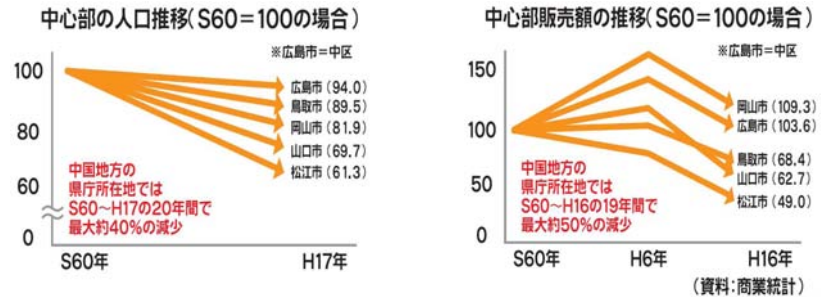 中心部の人口推移(S60=100の場合)
※広島市=中区
100
80
60
0
広島市(94.0)
鳥取市(89.5)
岡山市(81.9)
山口市(69.7)
松江市(61.3)
中国地方の
県庁所在地では
S60~H17の20年間で
最大約40%の減少
S60年
H17年
中心部販売額の推移(S60=100の場合)
※広島市=中区
150
100
50
0
岡山市(109.3)
広島市(103.6)
鳥取市(68.4)
山口市(62.7)
松江市(49.0)
中国地方の
県庁所在地では
S60~H16の19年間で
最大約50%の減少
S60年
H6年
H16年
(資料:商業統計)